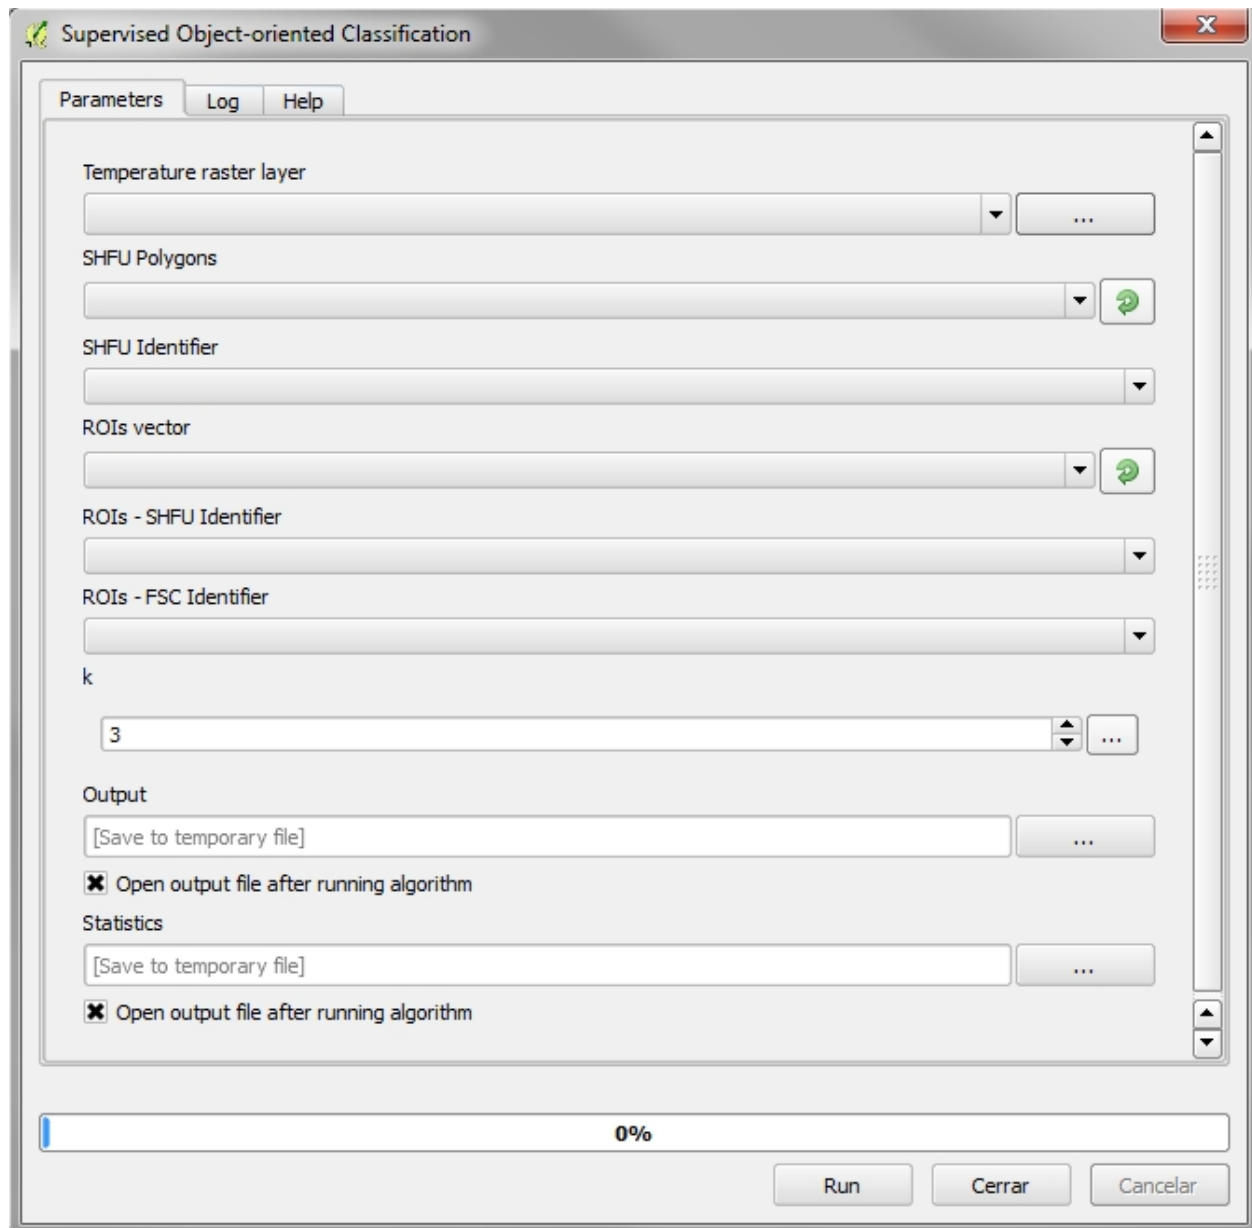 Supervised Object-oriented Classification
Parameters Log Help
Temperature raster layer
...
SHFU Polygons
SHFU Identifier
ROIs vector
ROIs - SHFU Identifier
ROIs - FSC Identifier
k
3 ...
Output
[Save to temporary file] ...
Open output file after running algorithm
Statistics
[Save to temporary file] ...
Open output file after running algorithm
0%
Run Cerrar Cancelar